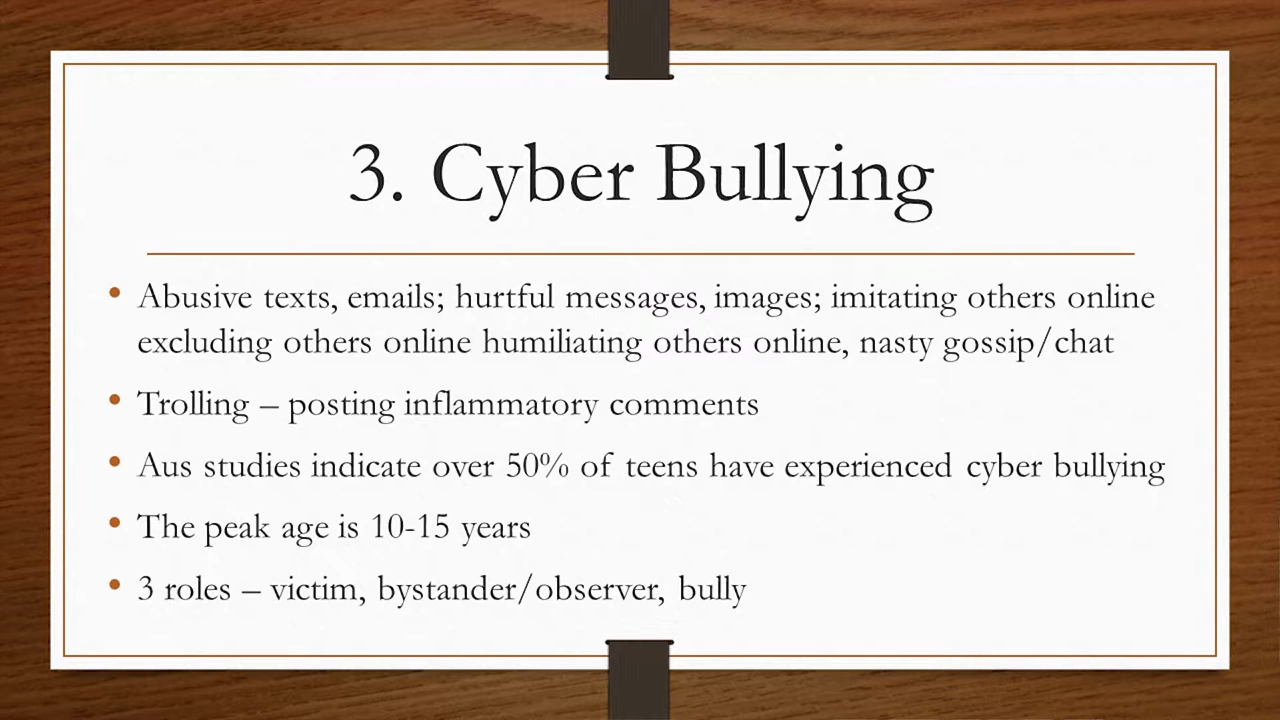 3. Cyber Bullying
• Abusive texts, emails; hurtful messages, images; imitating others online
excluding others online humiliating others online, nasty gossip/chat
• Trolling – posting inflammatory comments
• Aus studies indicate over 50% of teens have experienced cyber bullying
• The peak age is 10-15 years
• 3 roles – victim, bystander/observer, bully